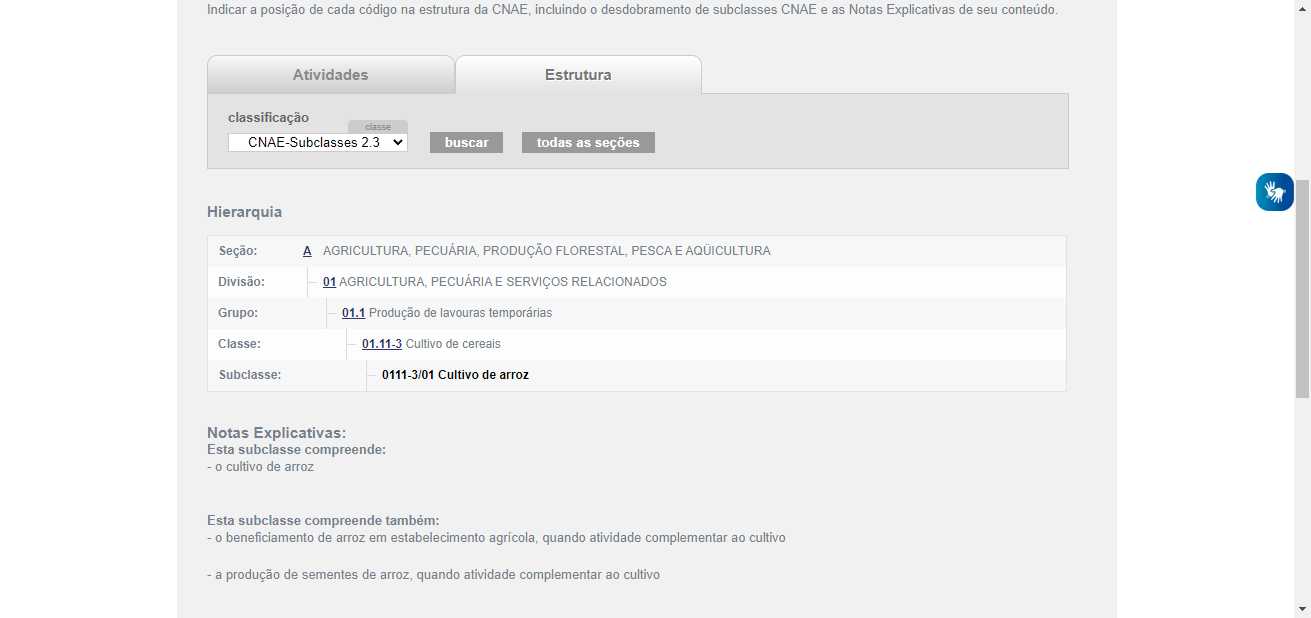 Indicar a posição de cada código na estrutura da CNAE, incluindo o desdobramento de subclasses CNAE e as Notas Explicativas de seu conteúdo.
Atividades
Estrutura
classificação
classe
CNAE-Subclasses 2.3
buscar
todas as seções
Hierarquia
Seção: A AGRICULTURA, PECUÁRIA, PRODUÇÃO FLORESTAL, PESCA E AQÜICULTURA
Divisão: 01 AGRICULTURA, PECUÁRIA E SERVIÇOS RELACIONADOS
Grupo: 01.1 Produção de lavouras temporárias
Classe: 01.11-3 Cultivo de cereais
Subclasse: 0111-3/01 Cultivo de arroz
Notas Explicativas:
Esta subclasse compreende:
- o cultivo de arroz
Esta subclasse compreende também:
- o beneficiamento de arroz em estabelecimento agrícola, quando atividade complementar ao cultivo
- a produção de sementes de arroz, quando atividade complementar ao cultivo